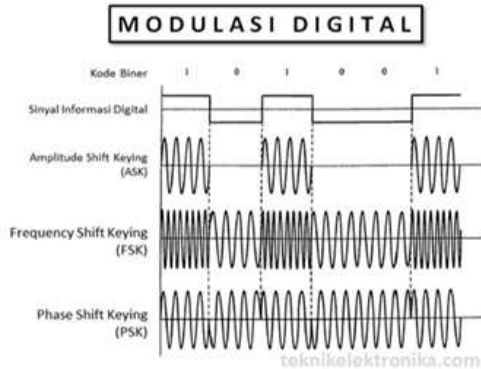 MODULASI DIGITAL
Kode Biner 1 0 1 0 0 1
Sinyal Informasi Digital
Amplitude Shift Keying
(ASK)
Frequency Shift Keying
(FSK)
Phase Shift Keying
(PSK)
teknikelektronika.com